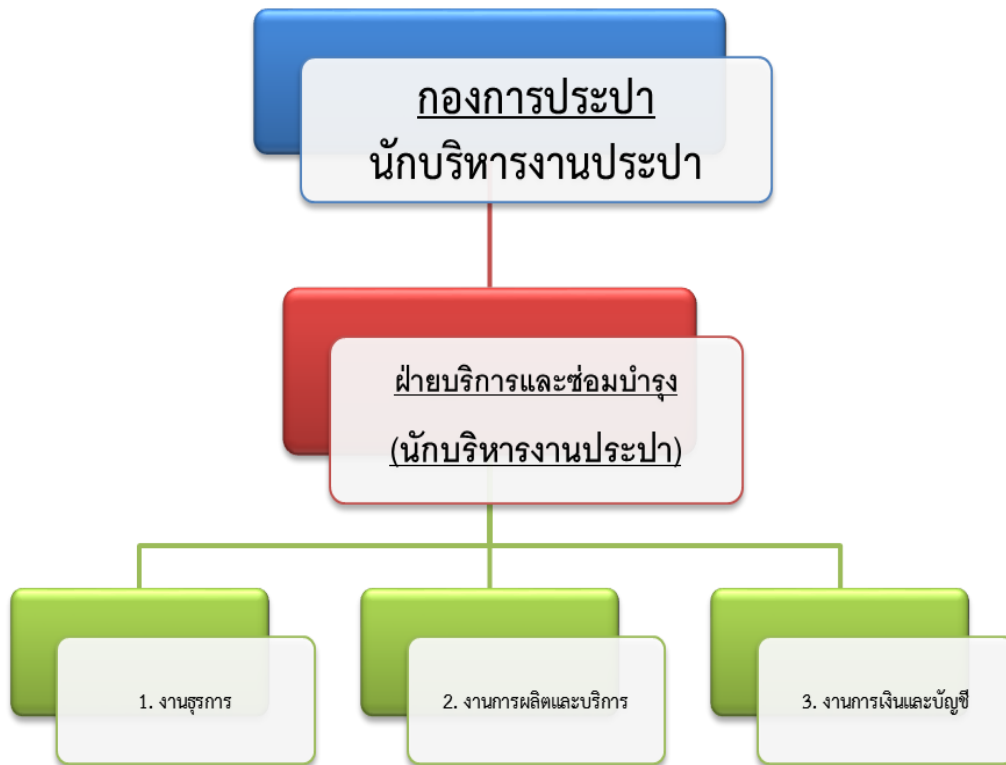 กองการประปา
นักบริหารงานประปา
ฝ่ายบริการและซ่อมบำรุง
(นักบริหารงานประปา)
1. งานธุรการ
2. งานการผลิตและบริการ
3. งานการเงินและบัญชี